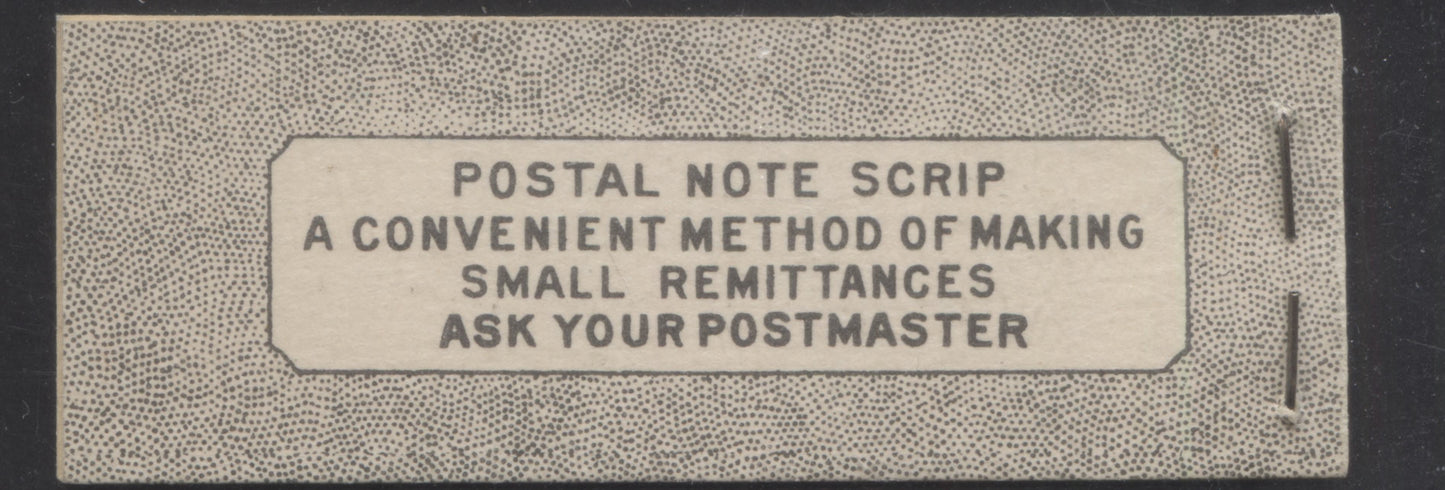 POSTAL NOTE SCRIP
A CONVENIENT METHOD OF MAKING
SMALL REMITTANCES
ASK YOUR POSTMASTER